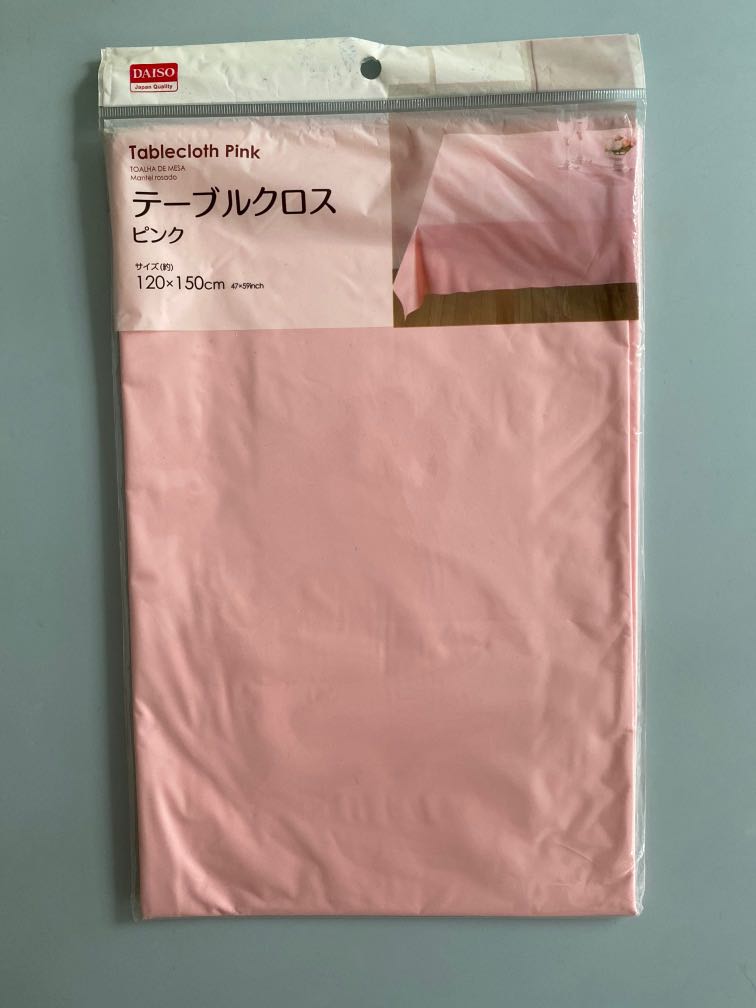 DAISO
Japan Quality
Tablecloth Pink
TOALHA DE MESA
Mantel rosado
テーブルクロス
ピンク
サイズ(約)
120×150cm 47×59inch